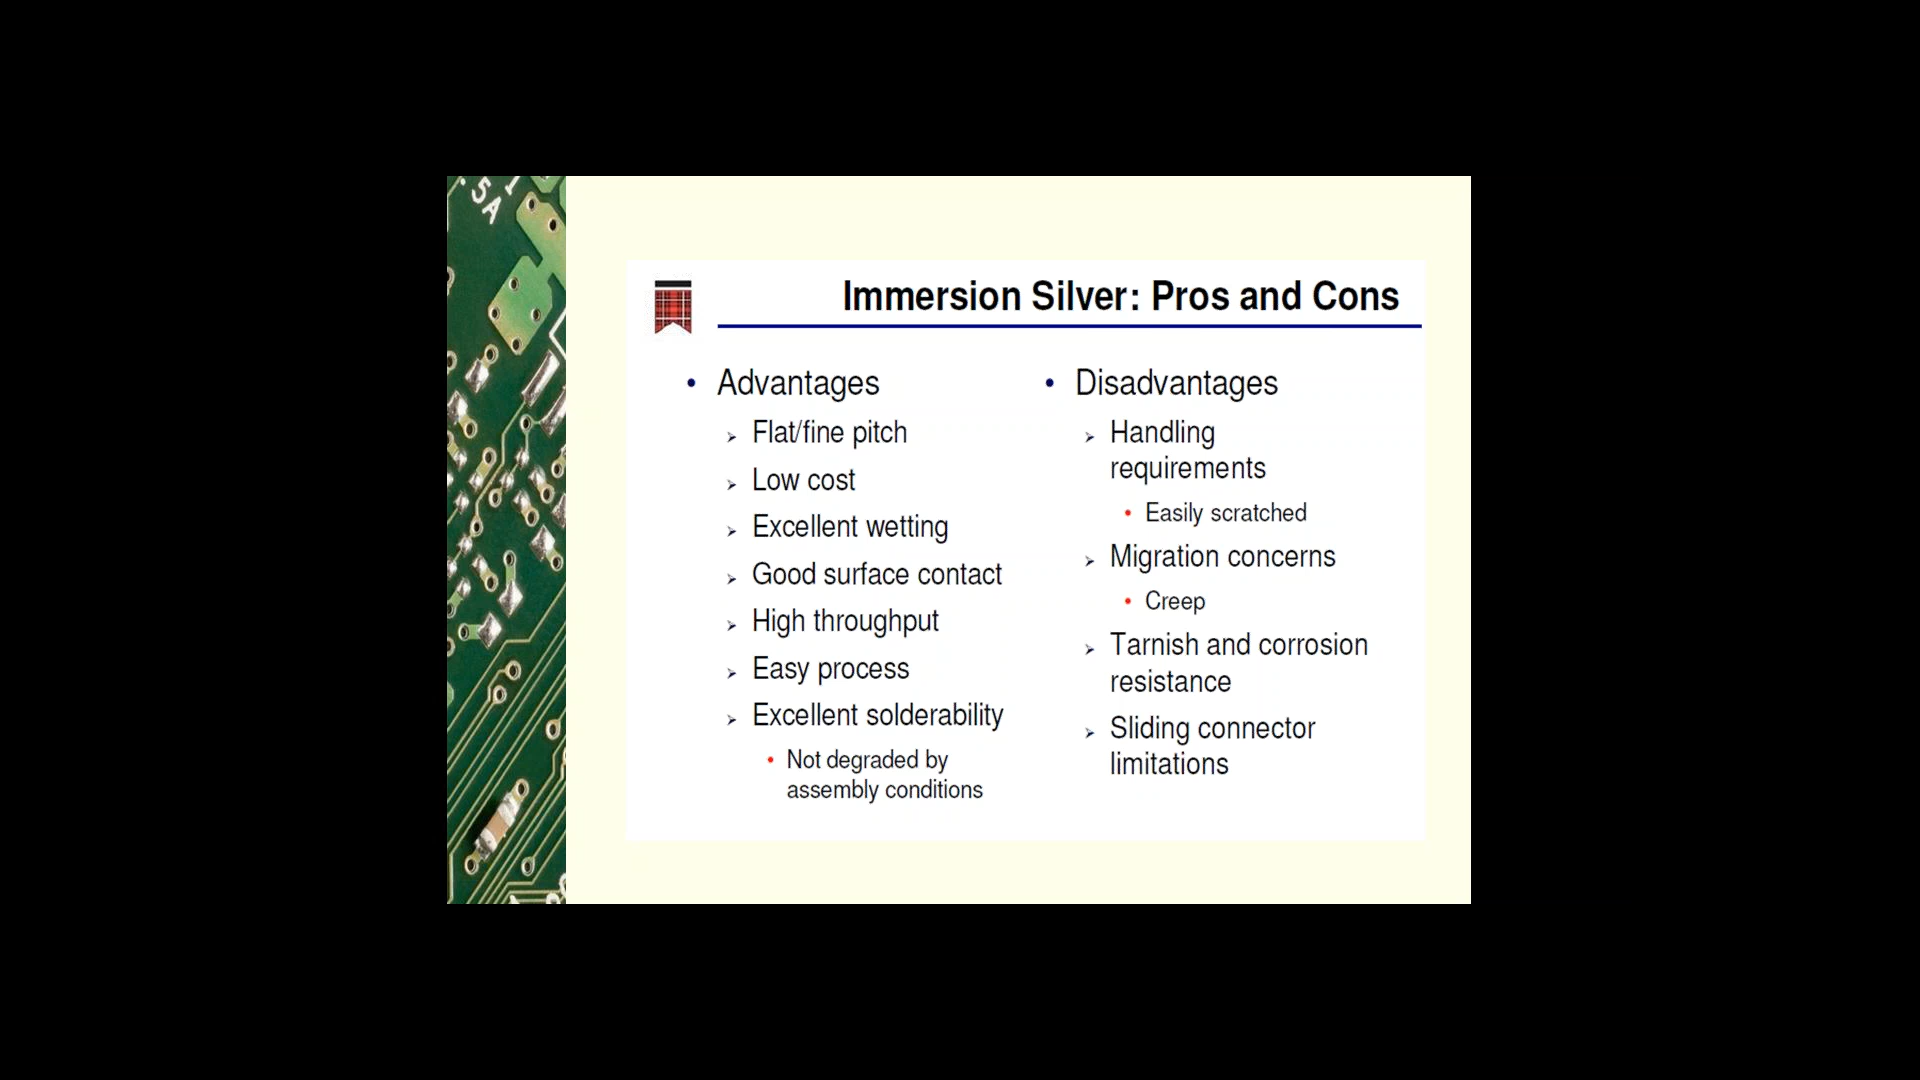 .5A
Immersion Silver: Pros and Cons
• Advantages
➢ Flat/fine pitch
➢ Low cost
➢ Excellent wetting
➢ Good surface contact
➢ High throughput
➢ Easy process
➢ Excellent solderability
• Not degraded by
assembly conditions
• Disadvantages
➢ Handling
requirements
• Easily scratched
➢ Migration concerns
• Creep
➢ Tarnish and corrosion
resistance
➢ Sliding connector
limitations